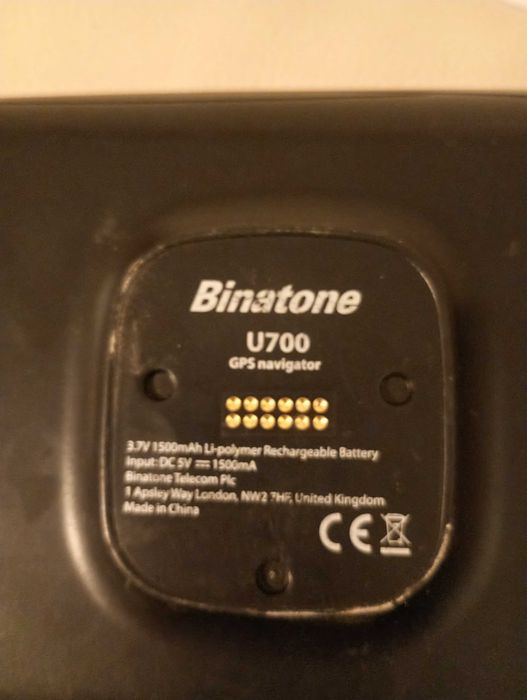 Binatone
U700
GPS navigator
3.7V 1500mAh Li-polymer Rechargeable Battery
Input: DC 5V ⎓ 1500mA
Binatone Telecom Plc
1 Apsley Way London, NW2 7HF, United Kingdom
Made in China
CE